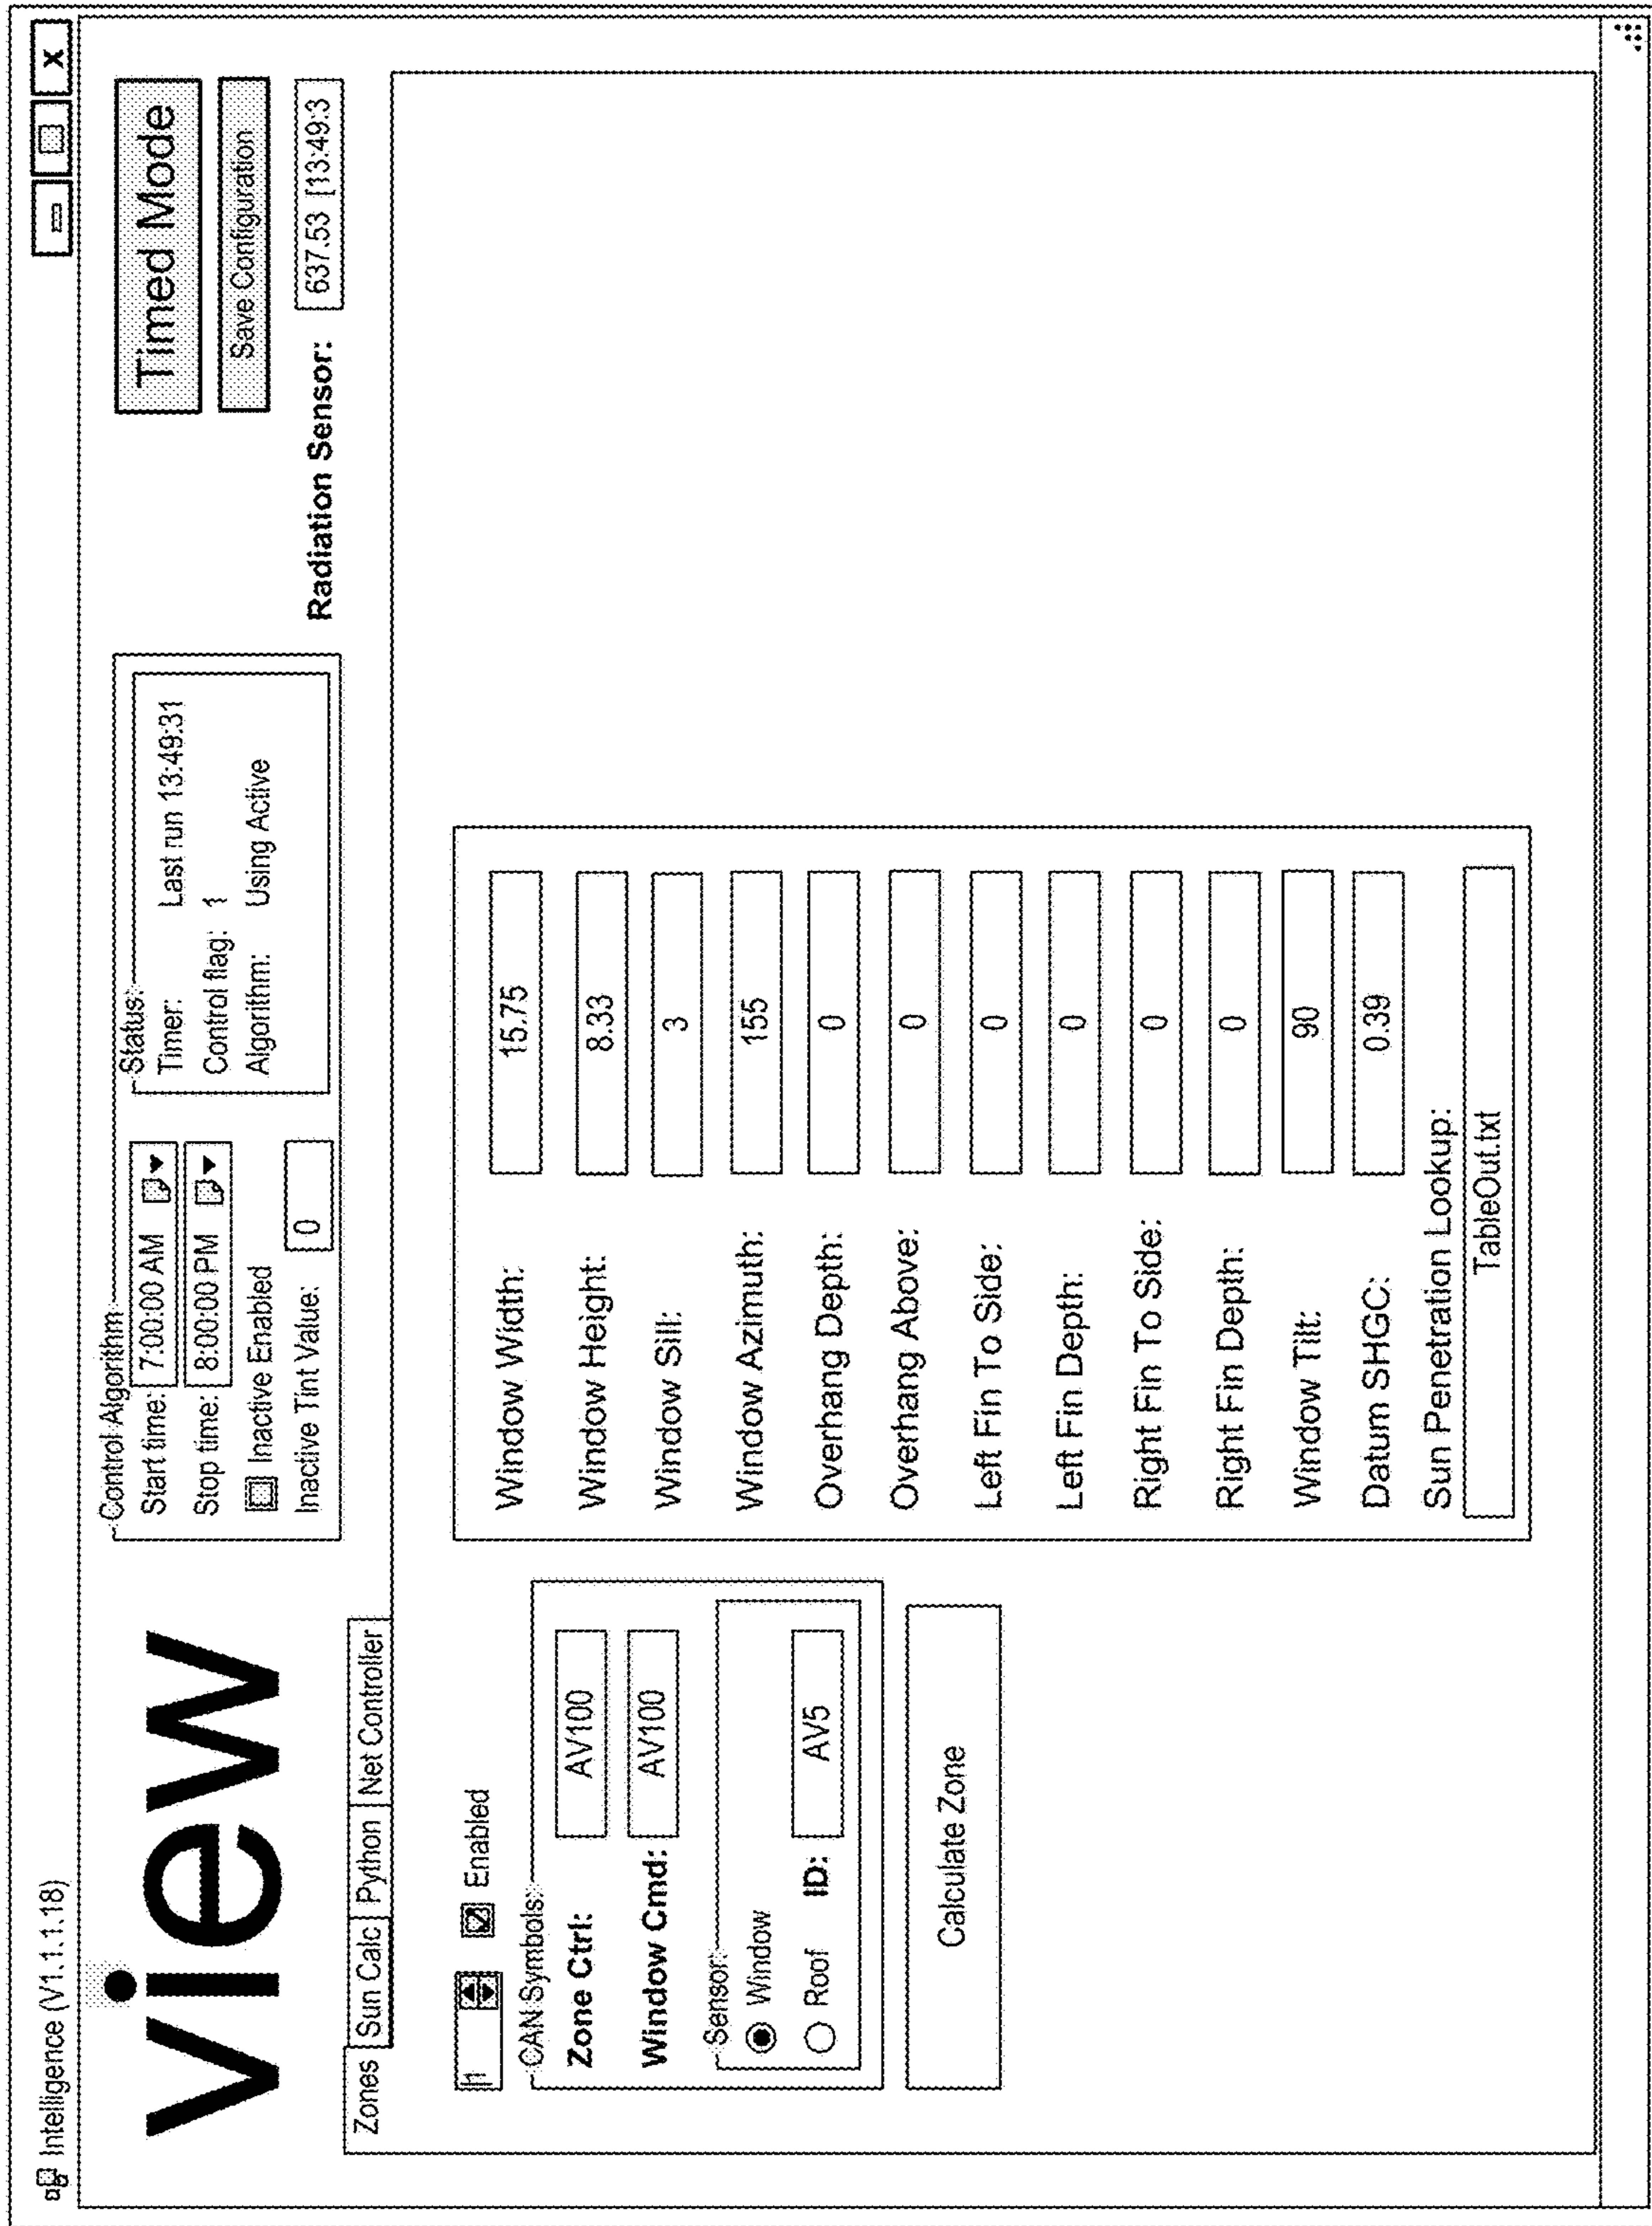 Intelligence (V1.1.1.18)
x
view
Control Algorithm
Start time: 7:00:00 AM
Stop time: 8:00:00 PM
Inactive Enabled
Inactive Tint Value: 0
Status:
Timer: Last run 13:49:31
Control flag: 1
Algorithm: Using Active
Timed Mode
Save Configuration
Radiation Sensor: 637.53 [13:49:3
Zones Sun Calc Python Net Controller
1 Enabled
CAN Symbols:
Zone Ctrl: AV100
Window Cmd: AV100
Sensor:
Window
Roof ID: AV5
Calculate Zone
Window Width: 15.75
Window Height: 8.33
Window Sill: 3
Window Azimuth: 155
Overhang Depth: 0
Overhang Above: 0
Left Fin To Side: 0
Left Fin Depth: 0
Right Fin To Side: 0
Right Fin Depth: 0
Window Tilt: 90
Datum SHGC: 0.39
Sun Penetration Lookup:
TableOut.txt